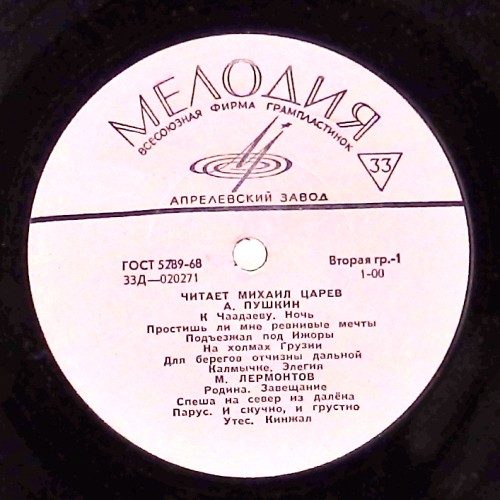 МЕЛОДИЯ
ВСЕСОЮЗНАЯ ФИРМА ГРАМПЛАСТИНОК
33
АПРЕЛЕВСКИЙ ЗАВОД
ГОСТ 5289-68
Вторая гр.-1
33Д—020271
1-00
ЧИТАЕТ МИХАИЛ ЦАРЕВ
А. ПУШКИН
К Чаадаеву. Ночь
Простишь ли мне ревнивые мечты
Подъезжая под Ижоры
На холмах Грузии
Для берегов отчизны дальной
Калмычке. Элегия
М. ЛЕРМОНТОВ
Родина. Завещание
Спеша на север из далёка
Парус. И скучно, и грустно
Утес. Кинжал